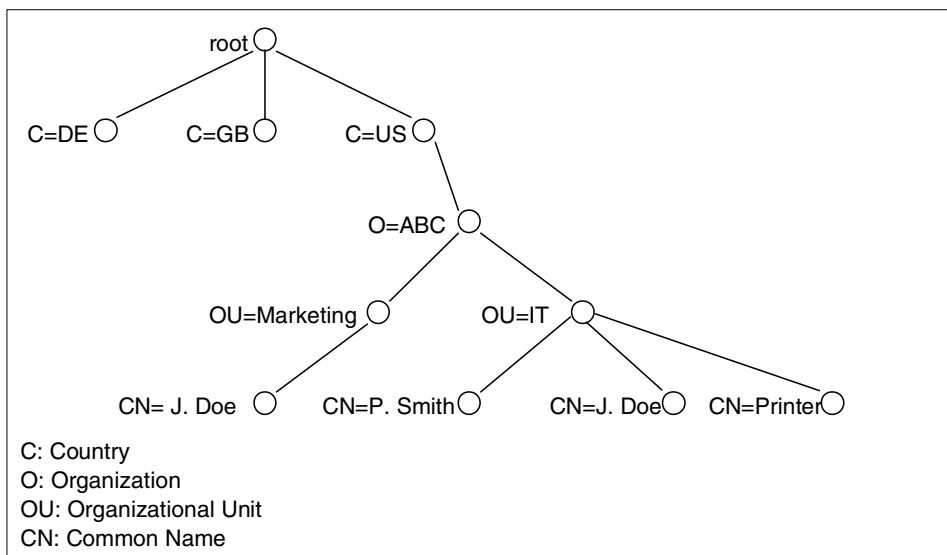 root
C=DE C=GB C=US
O=ABC
OU=Marketing OU=IT
CN= J. Doe CN=P. Smith CN=J. Doe CN=Printer
C: Country
O: Organization
OU: Organizational Unit
CN: Common Name